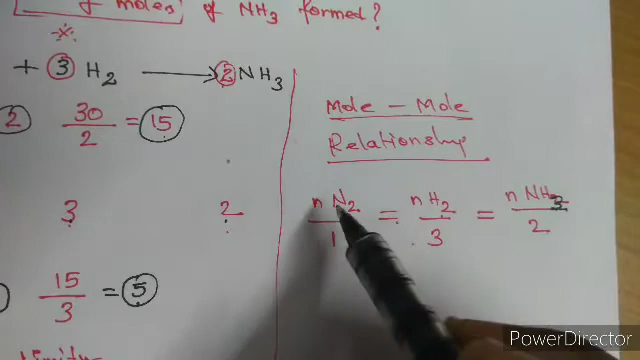 of moles of NH3 formed?
+ 3 H2 → 2 NH3
2 30/2 = 15
3 ?
15/3 = 5
Mole - Mole
Relationship
nN2/1 = nH2/3 = nNH3/2
PowerDirector